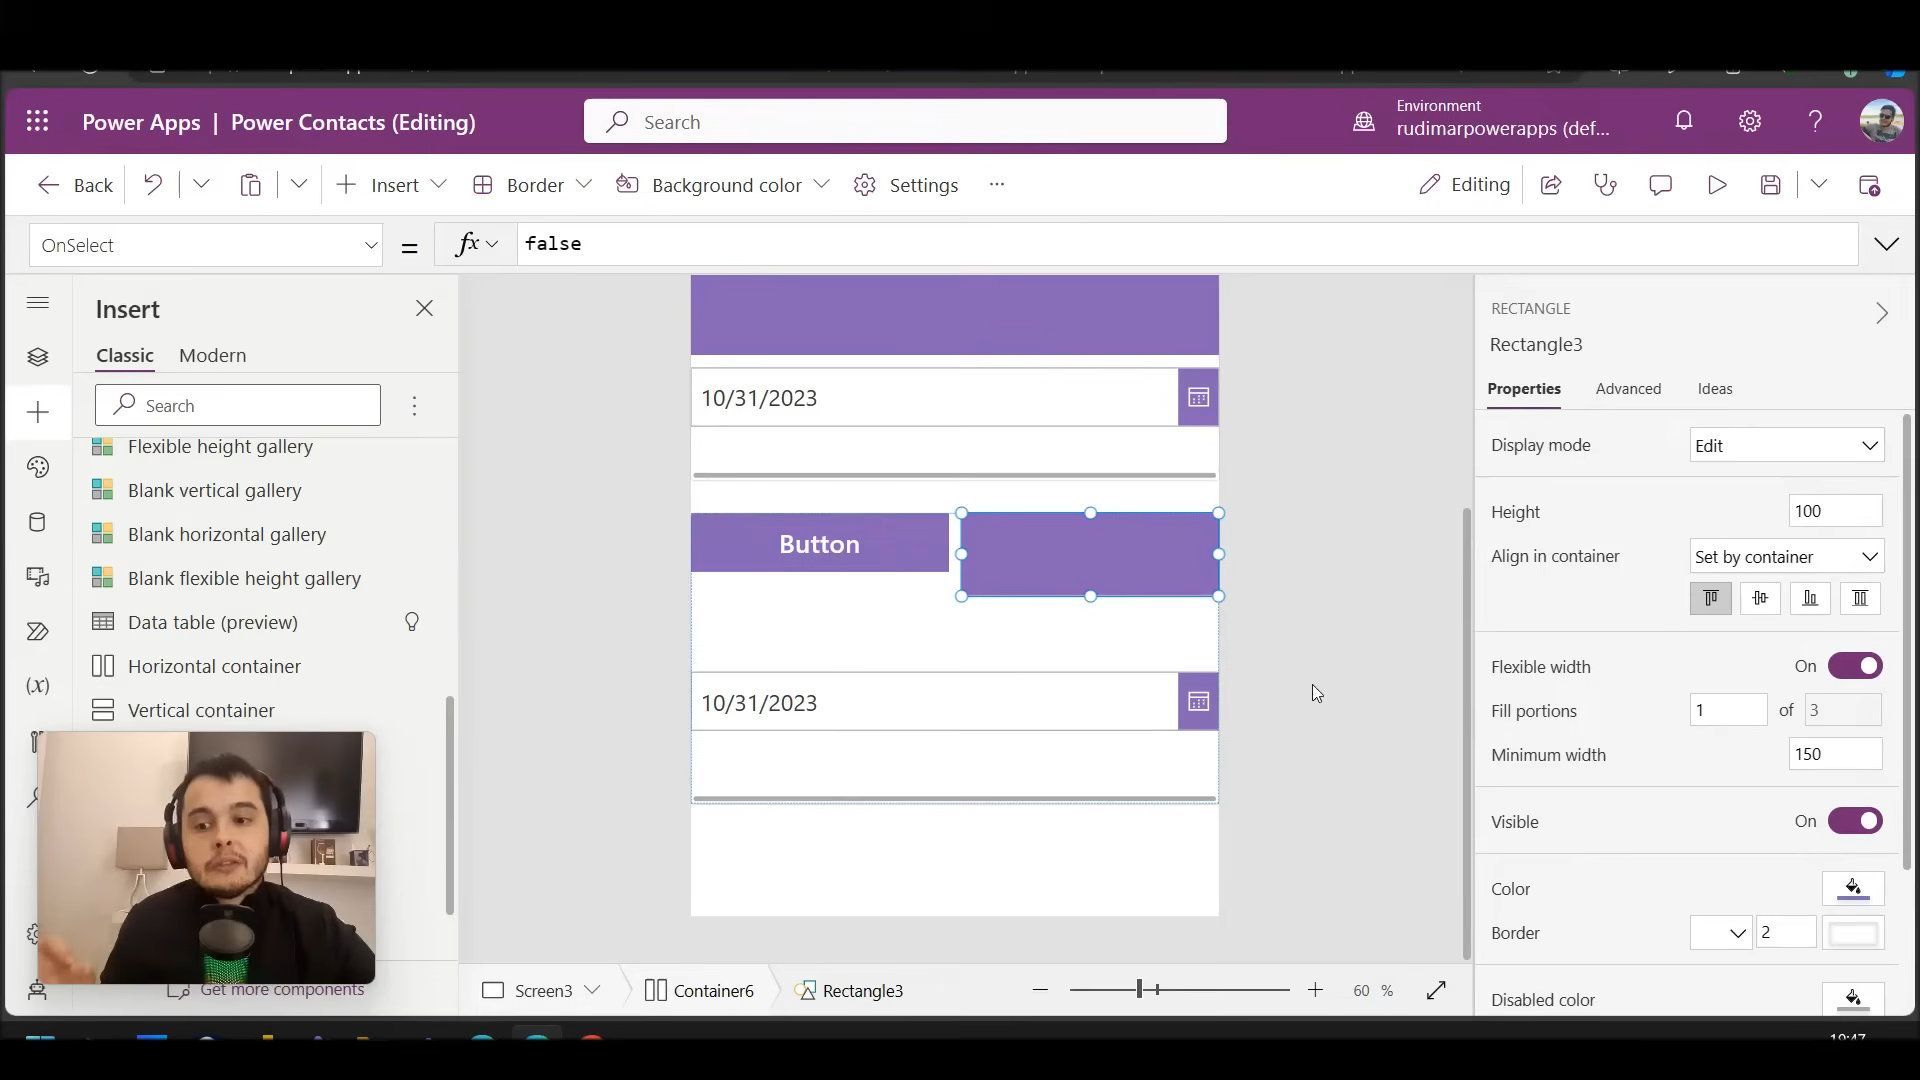 Power Apps | Power Contacts (Editing)
Search
Environment
rudimarpowerapps (def...
Back
Insert
Border
Background color
Settings
...
Editing
OnSelect
=
fx
false
Insert
Classic
Modern
Search
Flexible height gallery
Blank vertical gallery
Blank horizontal gallery
Blank flexible height gallery
Data table (preview)
Horizontal container
Vertical container
Get more components
(x)
10/31/2023
Button
10/31/2023
Screen3
Container6
Rectangle3
60 %
RECTANGLE
Rectangle3
Properties
Advanced
Ideas
Display mode
Edit
Height
100
Align in container
Set by container
Flexible width
On
Fill portions
1 of 3
Minimum width
150
Visible
On
Color
Border
2
Disabled color